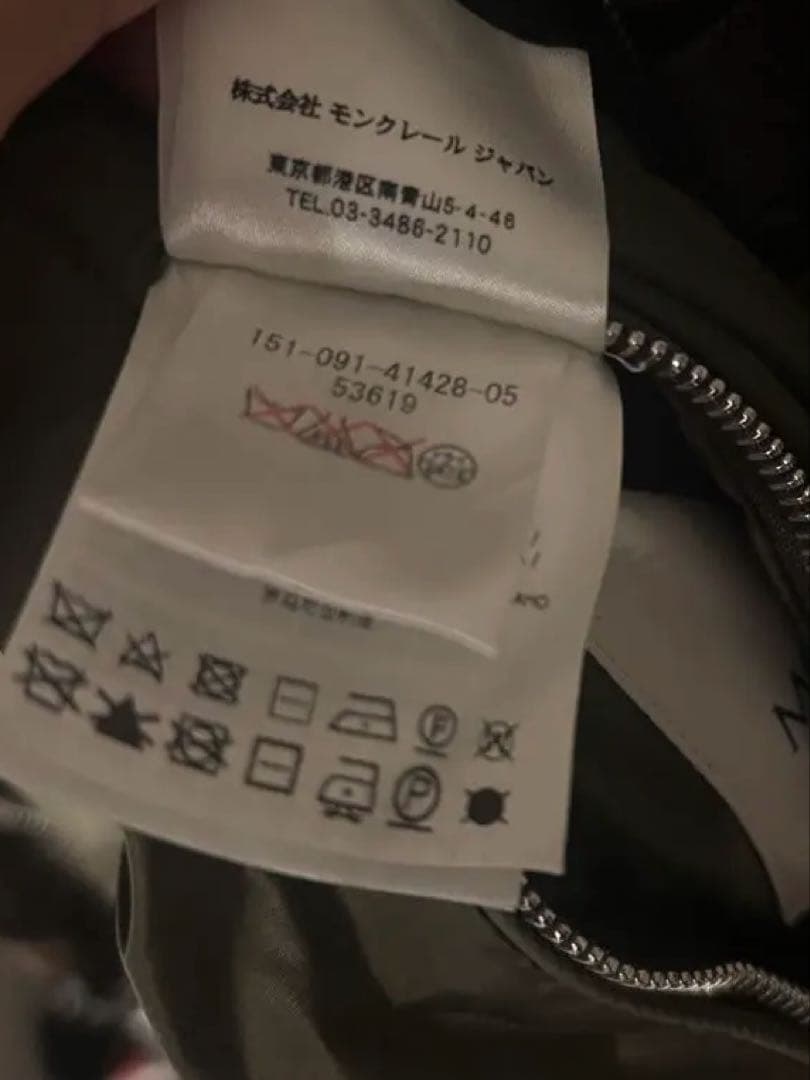 株式会社 モンクレール ジャパン
東京都港区南青山5-4-46
TEL.03-3486-2110
151-091-41428-05
53619
F
P